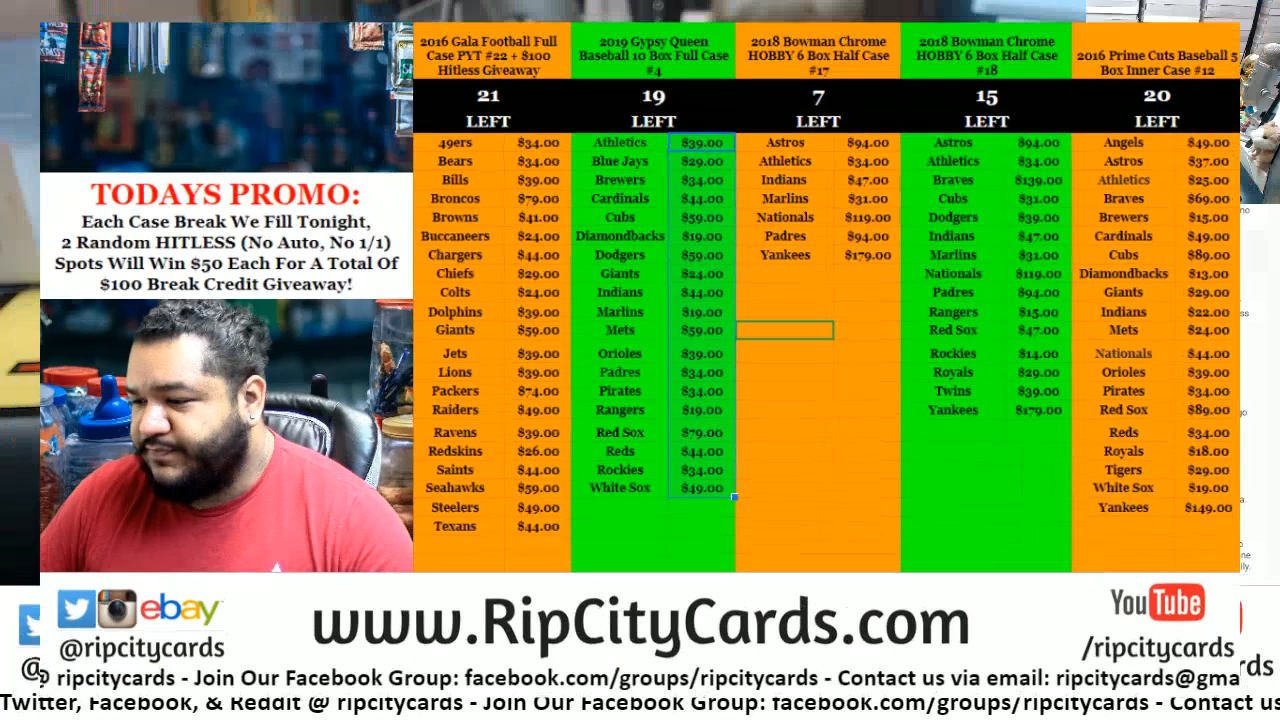 TODAYS PROMO:
Each Case Break We Fill Tonight,
2 Random HITLESS (No Auto, No 1/1)
Spots Will Win $50 Each For A Total Of
$100 Break Credit Giveaway!
2016 Gala Football Full
Case PYT #22 + $100
Hitless Giveaway
21
LEFT
49ers $34.00
Bears $34.00
Bills $39.00
Broncos $79.00
Browns $41.00
Buccaneers $24.00
Chargers $44.00
Chiefs $29.00
Colts $24.00
Dolphins $39.00
Giants $59.00
Jets $39.00
Lions $39.00
Packers $74.00
Raiders $49.00
Ravens $39.00
Redskins $26.00
Saints $44.00
Seahawks $59.00
Steelers $49.00
Texans $44.00
2019 Gypsy Queen
Baseball 10 Box Full Case
#4
19
LEFT
Athletics $39.00
Blue Jays $29.00
Brewers $34.00
Cardinals $44.00
Cubs $59.00
Diamondbacks $19.00
Dodgers $59.00
Giants $24.00
Indians $44.00
Marlins $19.00
Mets $59.00
Orioles $39.00
Padres $34.00
Pirates $34.00
Rangers $19.00
Red Sox $79.00
Reds $44.00
Rockies $34.00
White Sox $49.00
2018 Bowman Chrome
HOBBY 6 Box Half Case
#17
7
LEFT
Astros $94.00
Athletics $34.00
Indians $47.00
Marlins $31.00
Nationals $119.00
Padres $94.00
Yankees $179.00
2018 Bowman Chrome
HOBBY 6 Box Half Case
#18
15
LEFT
Astros $94.00
Athletics $34.00
Braves $139.00
Cubs $31.00
Dodgers $39.00
Indians $47.00
Marlins $31.00
Nationals $119.00
Padres $94.00
Rangers $15.00
Red Sox $47.00
Rockies $14.00
Royals $29.00
Twins $39.00
Yankees $179.00
2016 Prime Cuts Baseball 5
Box Inner Case #12
20
LEFT
Angels $49.00
Astros $37.00
Athletics $25.00
Braves $69.00
Brewers $15.00
Cardinals $49.00
Cubs $89.00
Diamondbacks $13.00
Giants $29.00
Indians $22.00
Mets $24.00
Nationals $44.00
Orioles $39.00
Pirates $34.00
Red Sox $89.00
Reds $34.00
Royals $18.00
Tigers $29.00
White Sox $19.00
Yankees $149.00
ebay
@ripcitycards
www.RipCityCards.com
YouTube
/ripcitycards
@ ripcitycards - Join Our Facebook Group: facebook.com/groups/ripcitycards - Contact us via email: ripcitycards@gma
Twitter, Facebook, & Reddit @ ripcitycards - Join Our Facebook Group: facebook.com/groups/ripcitycards - Contact us